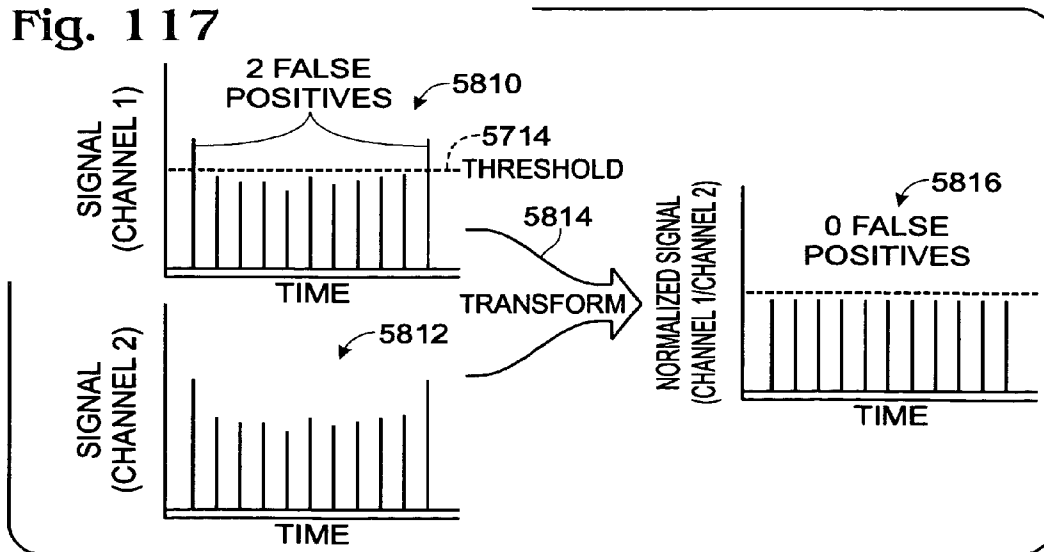 Fig. 117
2 FALSE
POSITIVES
5810
5714
THRESHOLD
SIGNAL
(CHANNEL 1)
TIME
5814
TRANSFORM
5812
SIGNAL
(CHANNEL 2)
TIME
5816
0 FALSE
POSITIVES
NORMALIZED SIGNAL
(CHANNEL 1/CHANNEL 2)
TIME